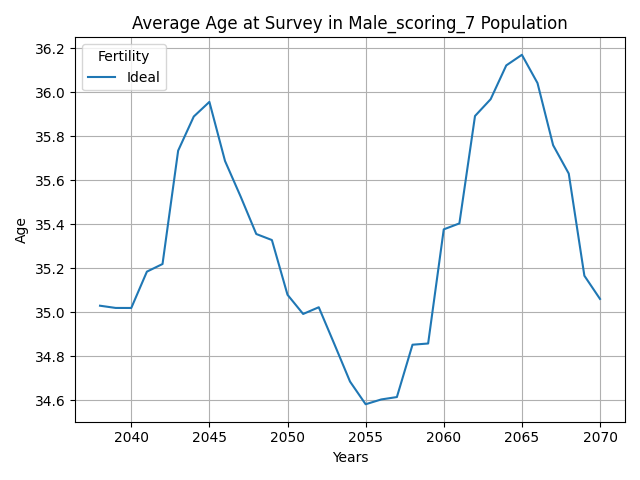 Average Age at Survey in Male_scoring_7 Population
Fertility
Ideal
36.2
36.0
35.8
35.6
35.4
35.2
35.0
34.8
34.6
Age
2040 2045 2050 2055 2060 2065 2070
Years